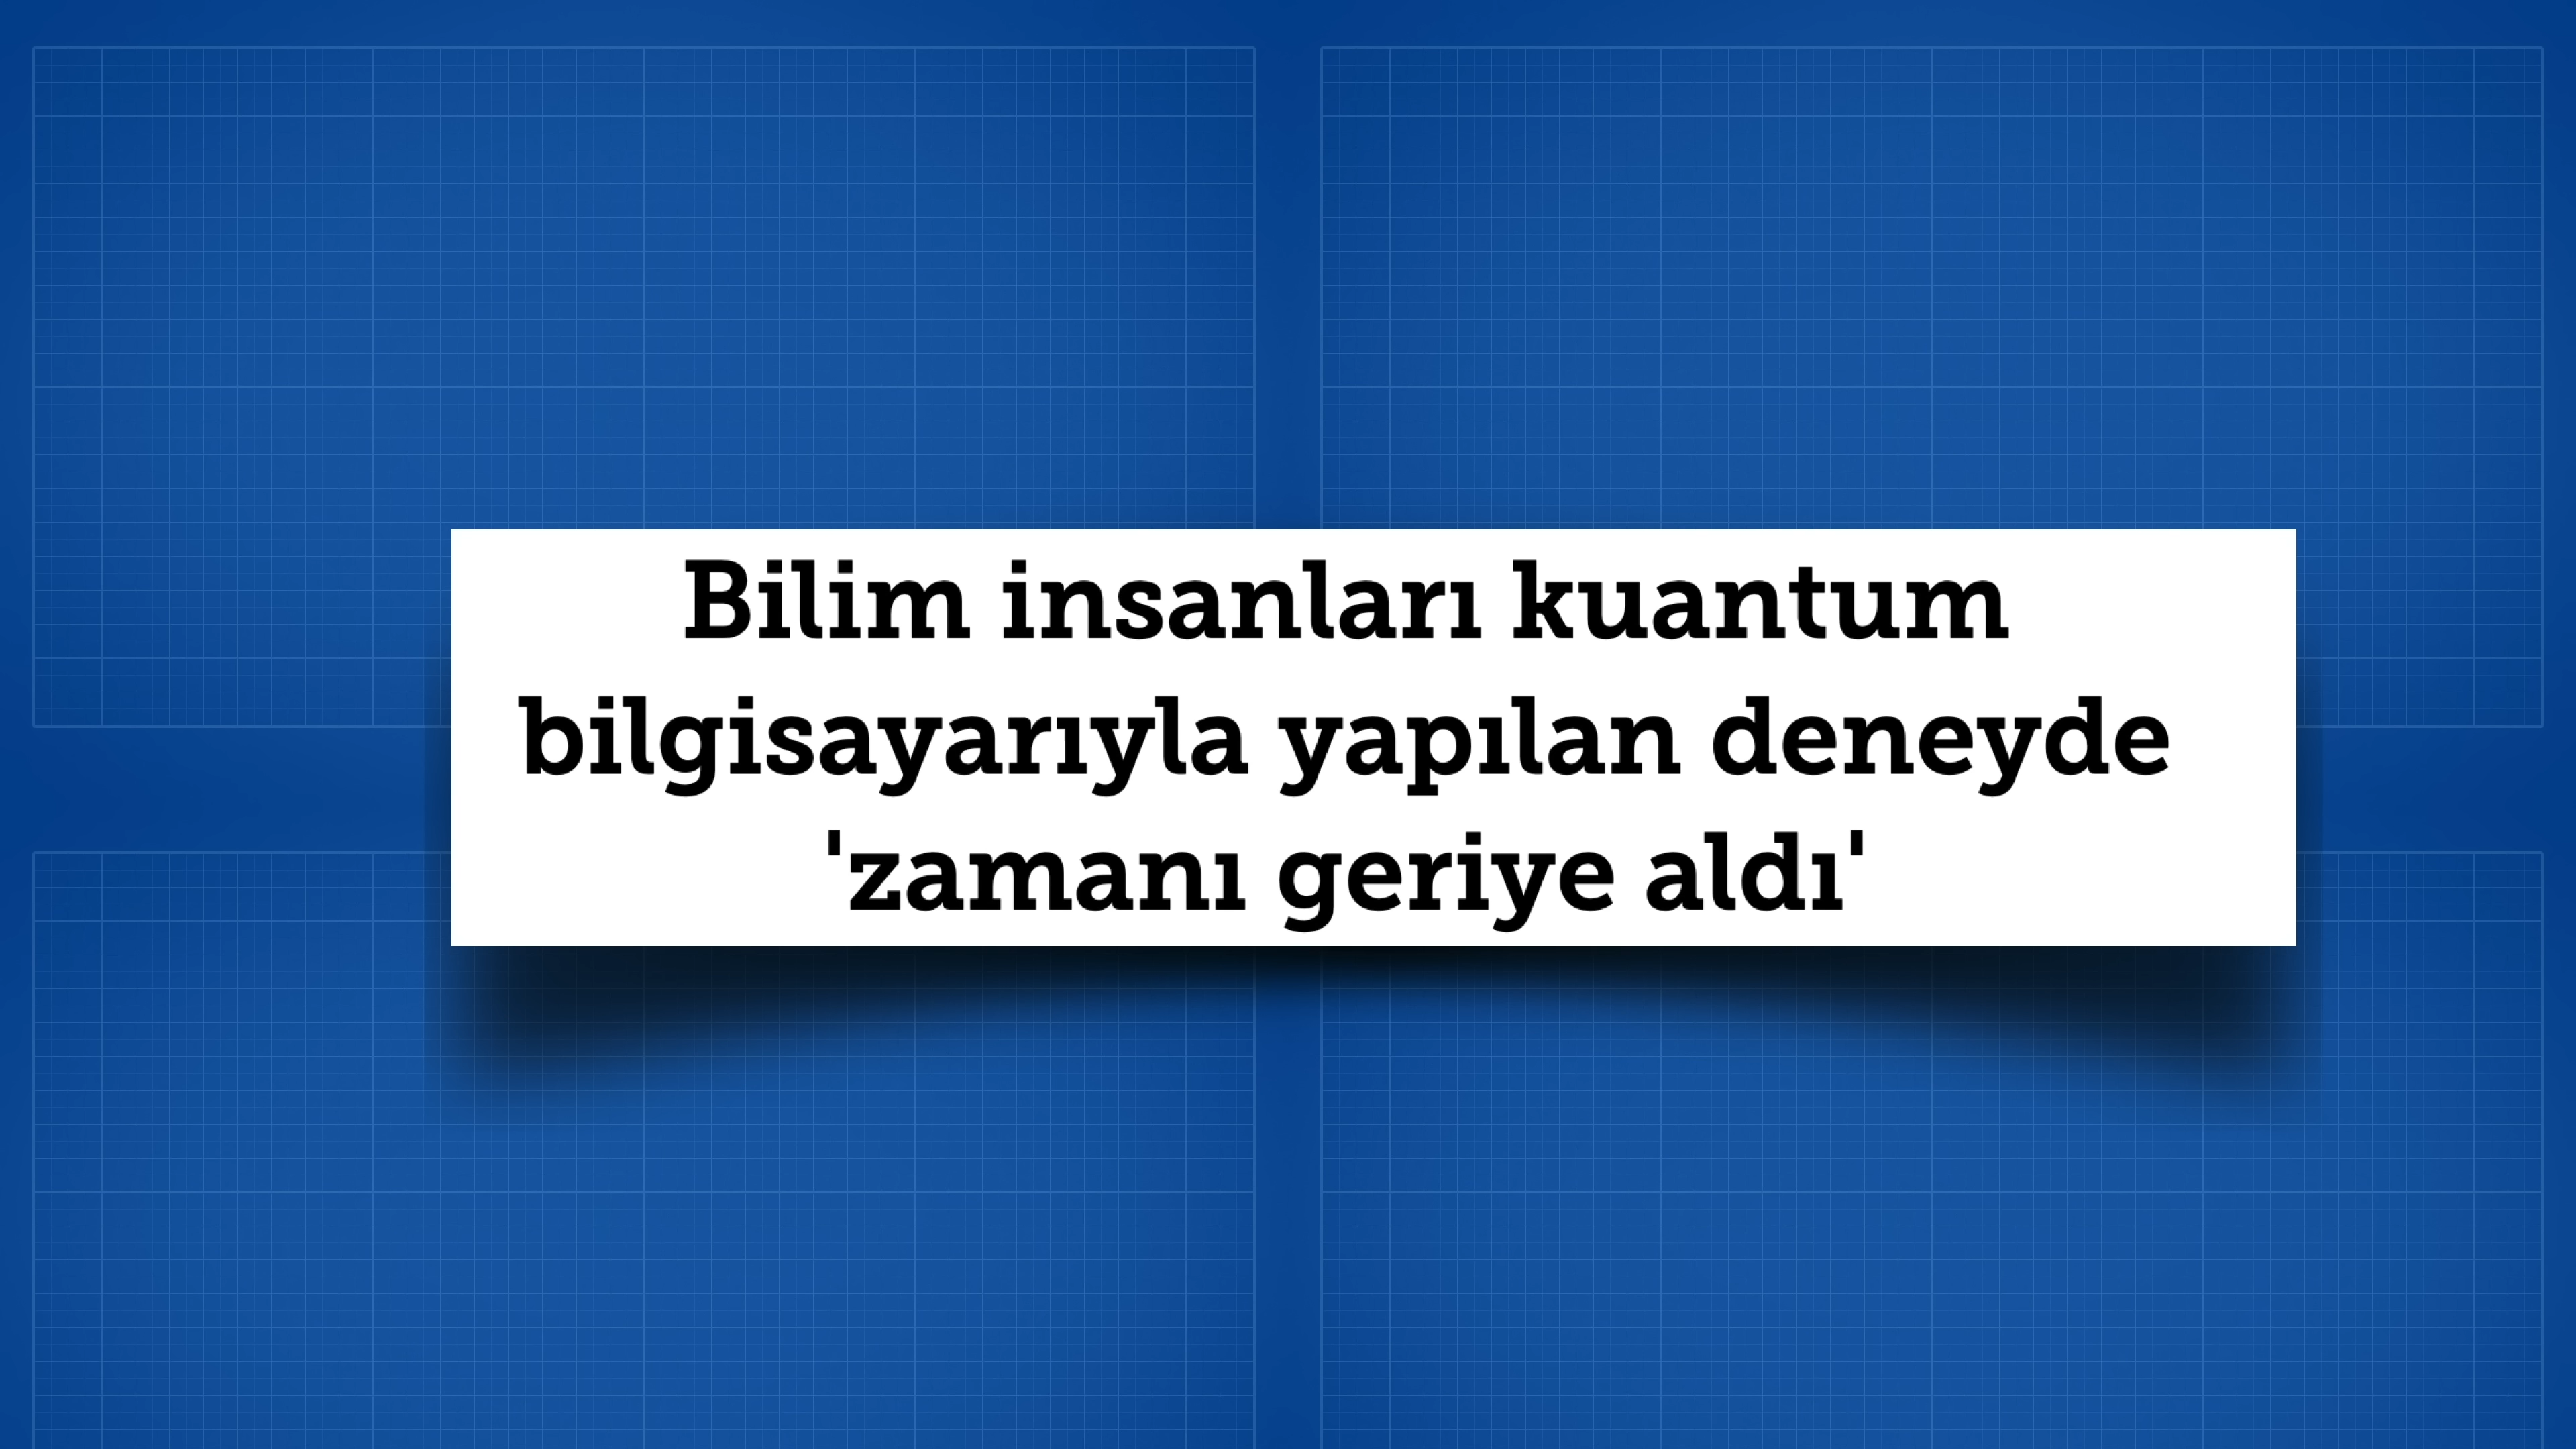 Bilim insanları kuantum
bilgisayarıyla yapılan deneyde
'zamanı geriye aldı'